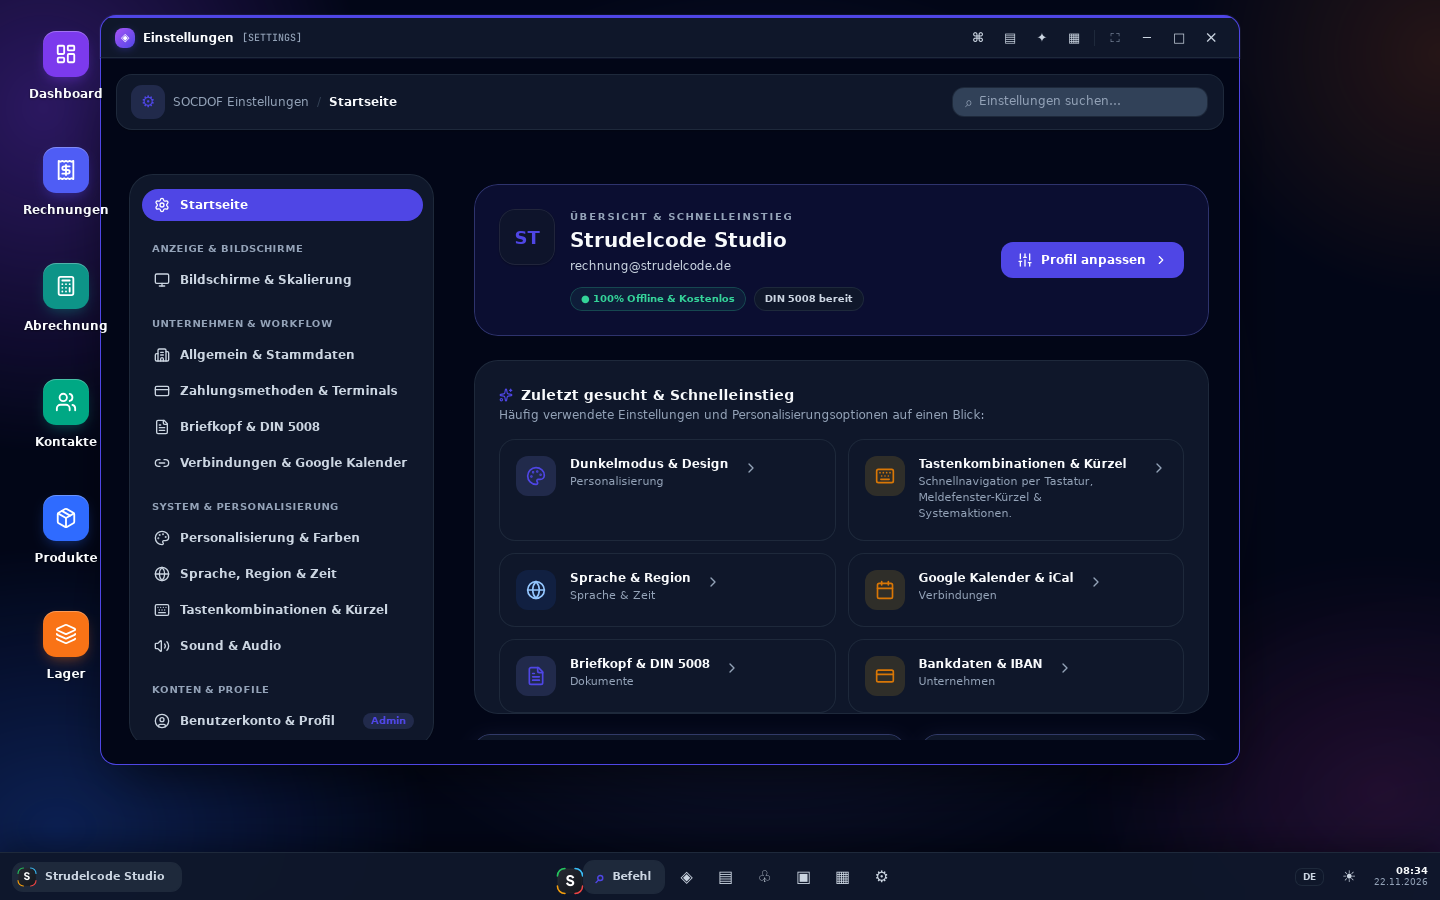 Einstellungen [SETTINGS]
SOCDOF Einstellungen / Startseite
Einstellungen suchen...
Dashboard
Rechnungen
Abrechnung
Kontakte
Produkte
Lager
Startseite
ANZEIGE & BILDSCHIRME
Bildschirme & Skalierung
UNTERNEHMEN & WORKFLOW
Allgemein & Stammdaten
Zahlungsmethoden & Terminals
Briefkopf & DIN 5008
Verbindungen & Google Kalender
SYSTEM & PERSONALISIERUNG
Personalisierung & Farben
Sprache, Region & Zeit
Tastenkombinationen & Kürzel
Sound & Audio
KONTEN & PROFILE
Benutzerkonto & Profil Admin
ST
ÜBERSICHT & SCHNELLEINSTIEG
Strudelcode Studio
rechnung@strudelcode.de
100% Offline & Kostenlos
DIN 5008 bereit
Profil anpassen
Zuletzt gesucht & Schnelleinstieg
Häufig verwendete Einstellungen und Personalisierungsoptionen auf einen Blick:
Dunkelmodus & Design
Personalisierung
Tastenkombinationen & Kürzel
Schnellnavigation per Tastatur,
Meldefenster-Kürzel &
Systemaktionen.
Sprache & Region
Sprache & Zeit
Google Kalender & iCal
Verbindungen
Briefkopf & DIN 5008
Dokumente
Bankdaten & IBAN
Unternehmen
S Strudelcode Studio
S
Befehl
DE
08:34
22.11.2026